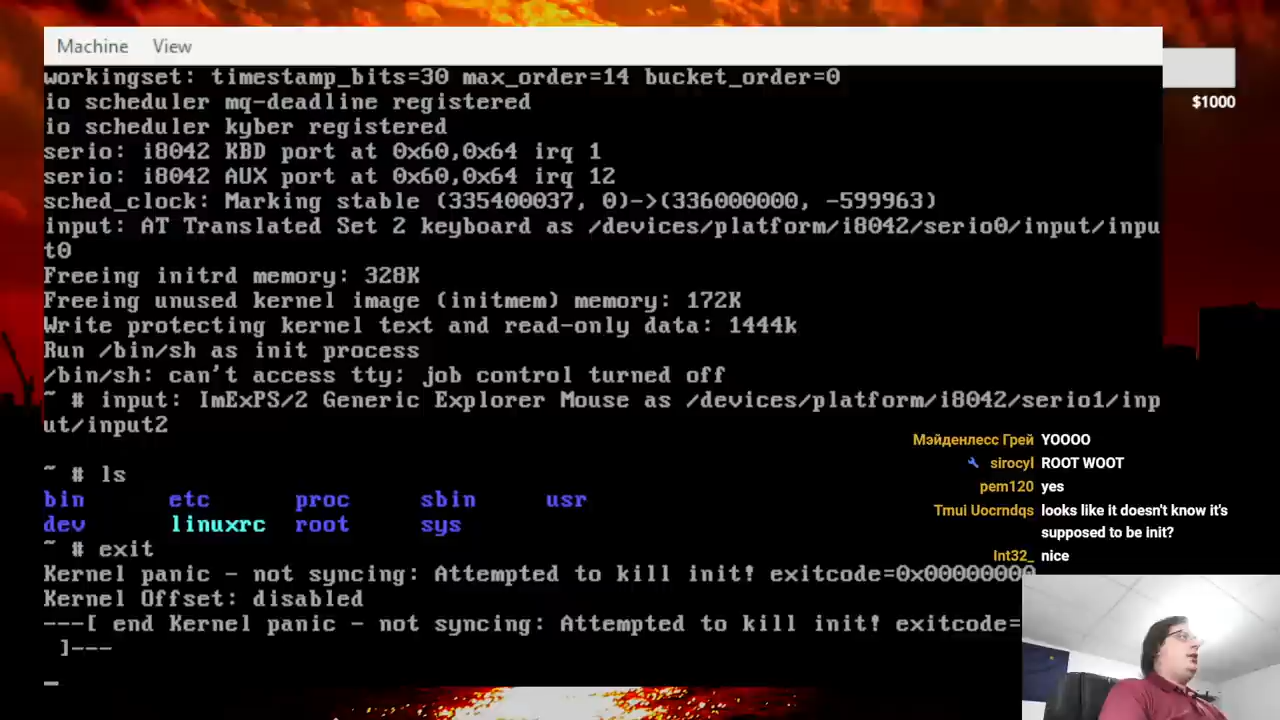 Machine View
workingset: timestamp_bits=30 max_order=14 bucket_order=0
io scheduler mq-deadline registered
io scheduler kyber registered
serio: i8042 KBD port at 0x60,0x64 irq 1
serio: i8042 AUX port at 0x60,0x64 irq 12
sched_clock: Marking stable (335400037, 0)->(336000000, -599963)
input: AT Translated Set 2 keyboard as /devices/platform/i8042/serio0/input/inpu
t0
Freeing initrd memory: 328K
Freeing unused kernel image (initmem) memory: 172K
Write protecting kernel text and read-only data: 1444k
Run /bin/sh as init process
/bin/sh: can't access tty; job control turned off
~ # input: ImExPS/2 Generic Explorer Mouse as /devices/platform/i8042/serio1/inp
ut/input2
~ # ls
bin etc proc sbin usr
dev linuxrc root sys
~ # exit
Kernel panic - not syncing: Attempted to kill init! exitcode=0x00000000
Kernel Offset: disabled
---[ end Kernel panic - not syncing: Attempted to kill init! exitcode=
]---
$1000
Мэйденлесс Грей YOOOO
sirocyl ROOT WOOT
pem120 yes
Tmui Uocrndqs looks like it doesn't know it's
supposed to be init?
Int32_ nice